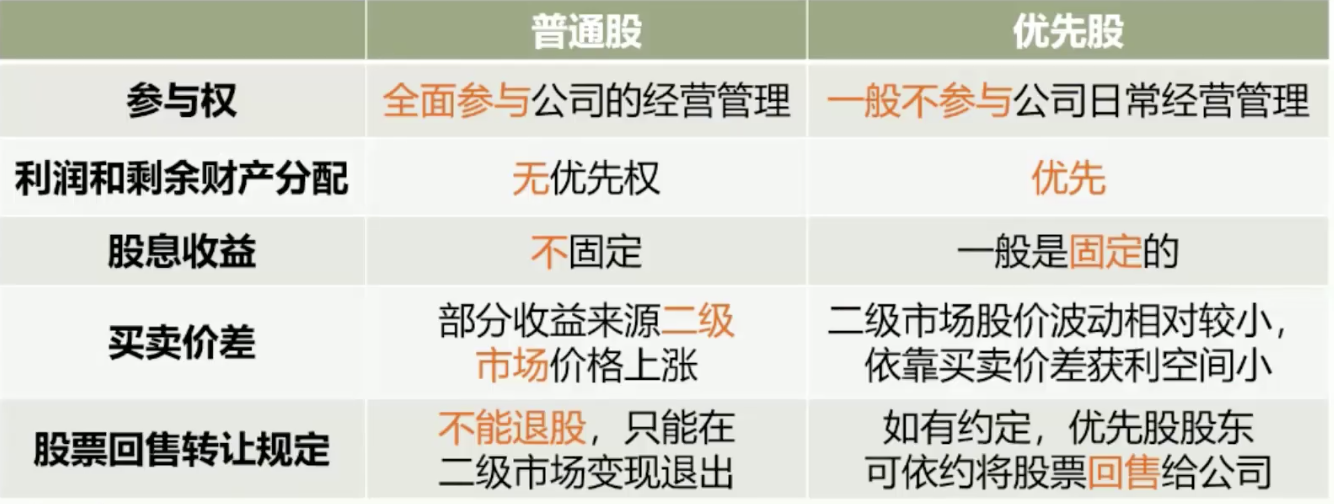 普通股 优先股
参与权 全面参与公司的经营管理 一般不参与公司日常经营管理
利润和剩余财产分配 无优先权 优先
股息收益 不固定 一般是固定的
买卖价差
部分收益来源二级
市场价格上涨
二级市场股价波动相对较小，
依靠买卖价差获利空间小
股票回售转让规定
不能退股，只能在
二级市场变现退出
如有约定，优先股股东
可依约将股票回售给公司